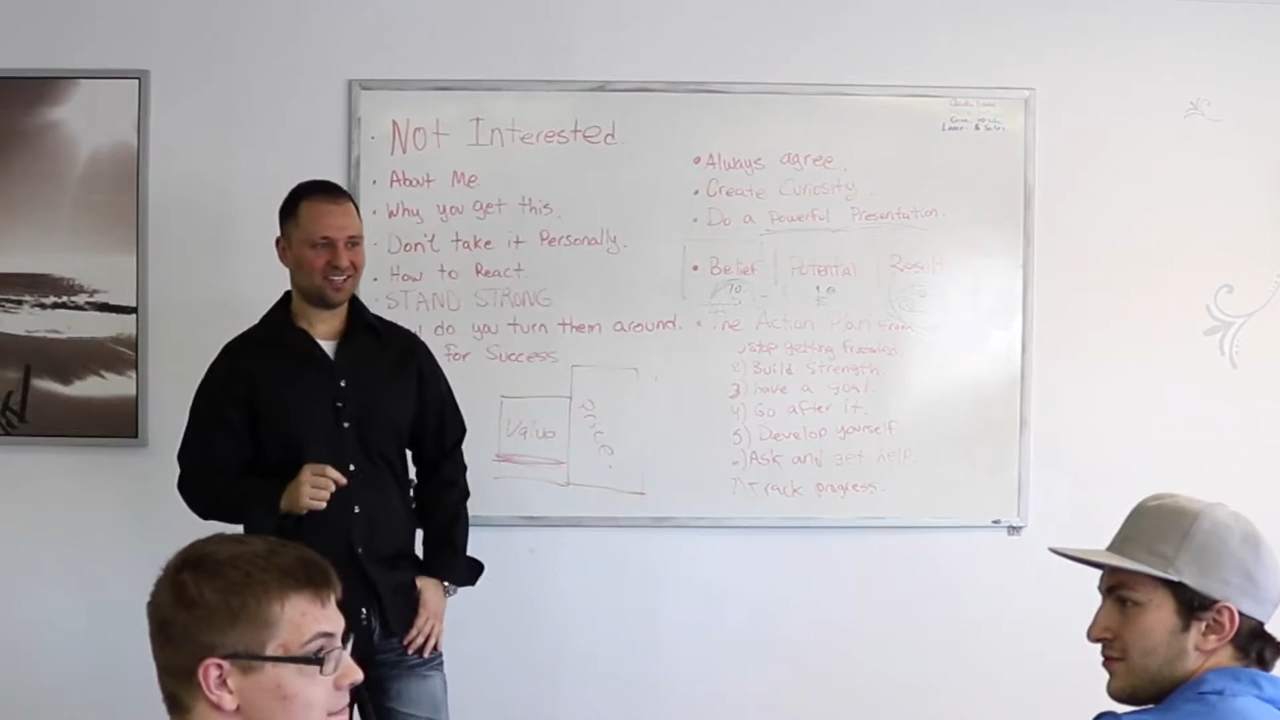 • Not Interested.
• About Me
• Why you get this.
• Don't take it Personally.
• How to React.
• STAND STRONG
do you turn them around.
for Success
Value
Price.
• Always agree.
• Create Curiosity.
• Do a Powerful Presentation.
• Belief | Potential | Result
10
• The Action Plan From
stop getting frustrated
2) Build Strength.
3) have a goal.
4) Go after it.
5) Develop yourself
) Ask and get help.
7) Track progress.